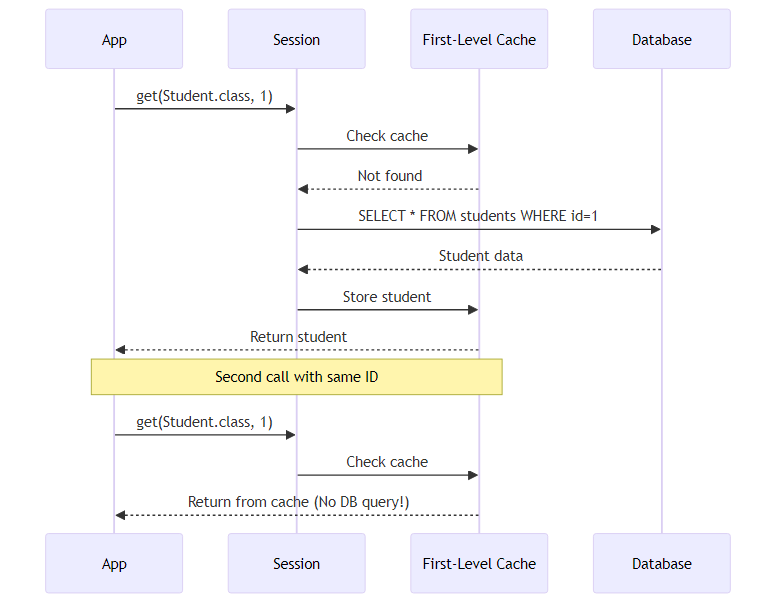 App
Session
First-Level Cache
Database
get(Student.class, 1)
Check cache
Not found
SELECT * FROM students WHERE id=1
Student data
Store student
Return student
Second call with same ID
get(Student.class, 1)
Check cache
Return from cache (No DB query!)
App
Session
First-Level Cache
Database